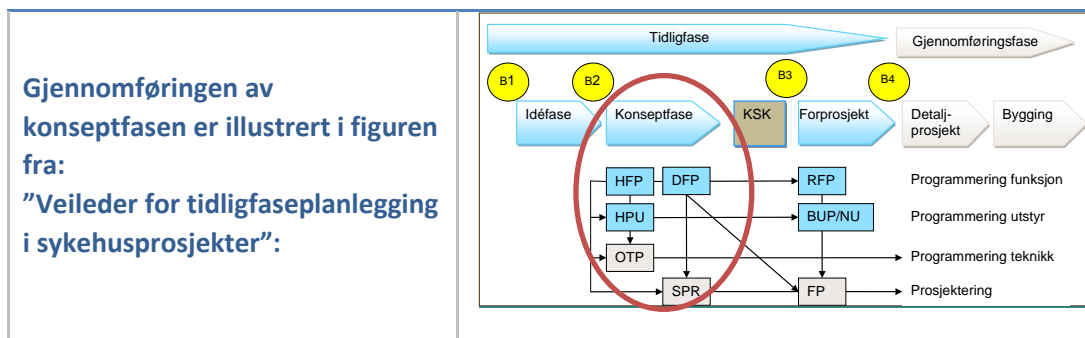 Gjennomføringen av
konseptfasen er illustrert i figuren
fra:
”Veileder for tidligfaseplanlegging
i sykehusprosjekter”:
Tidligfase
Gjennomføringsfase
B1
B2
B3
B4
Idéfase
Konseptfase
KSK
Forprosjekt
Detalj-
prosjekt
Bygging
HFP
DFP
RFP
Programmering funksjon
HPU
BUP/NU
Programmering utstyr
OTP
Programmering teknikk
SPR
FP
Prosjektering